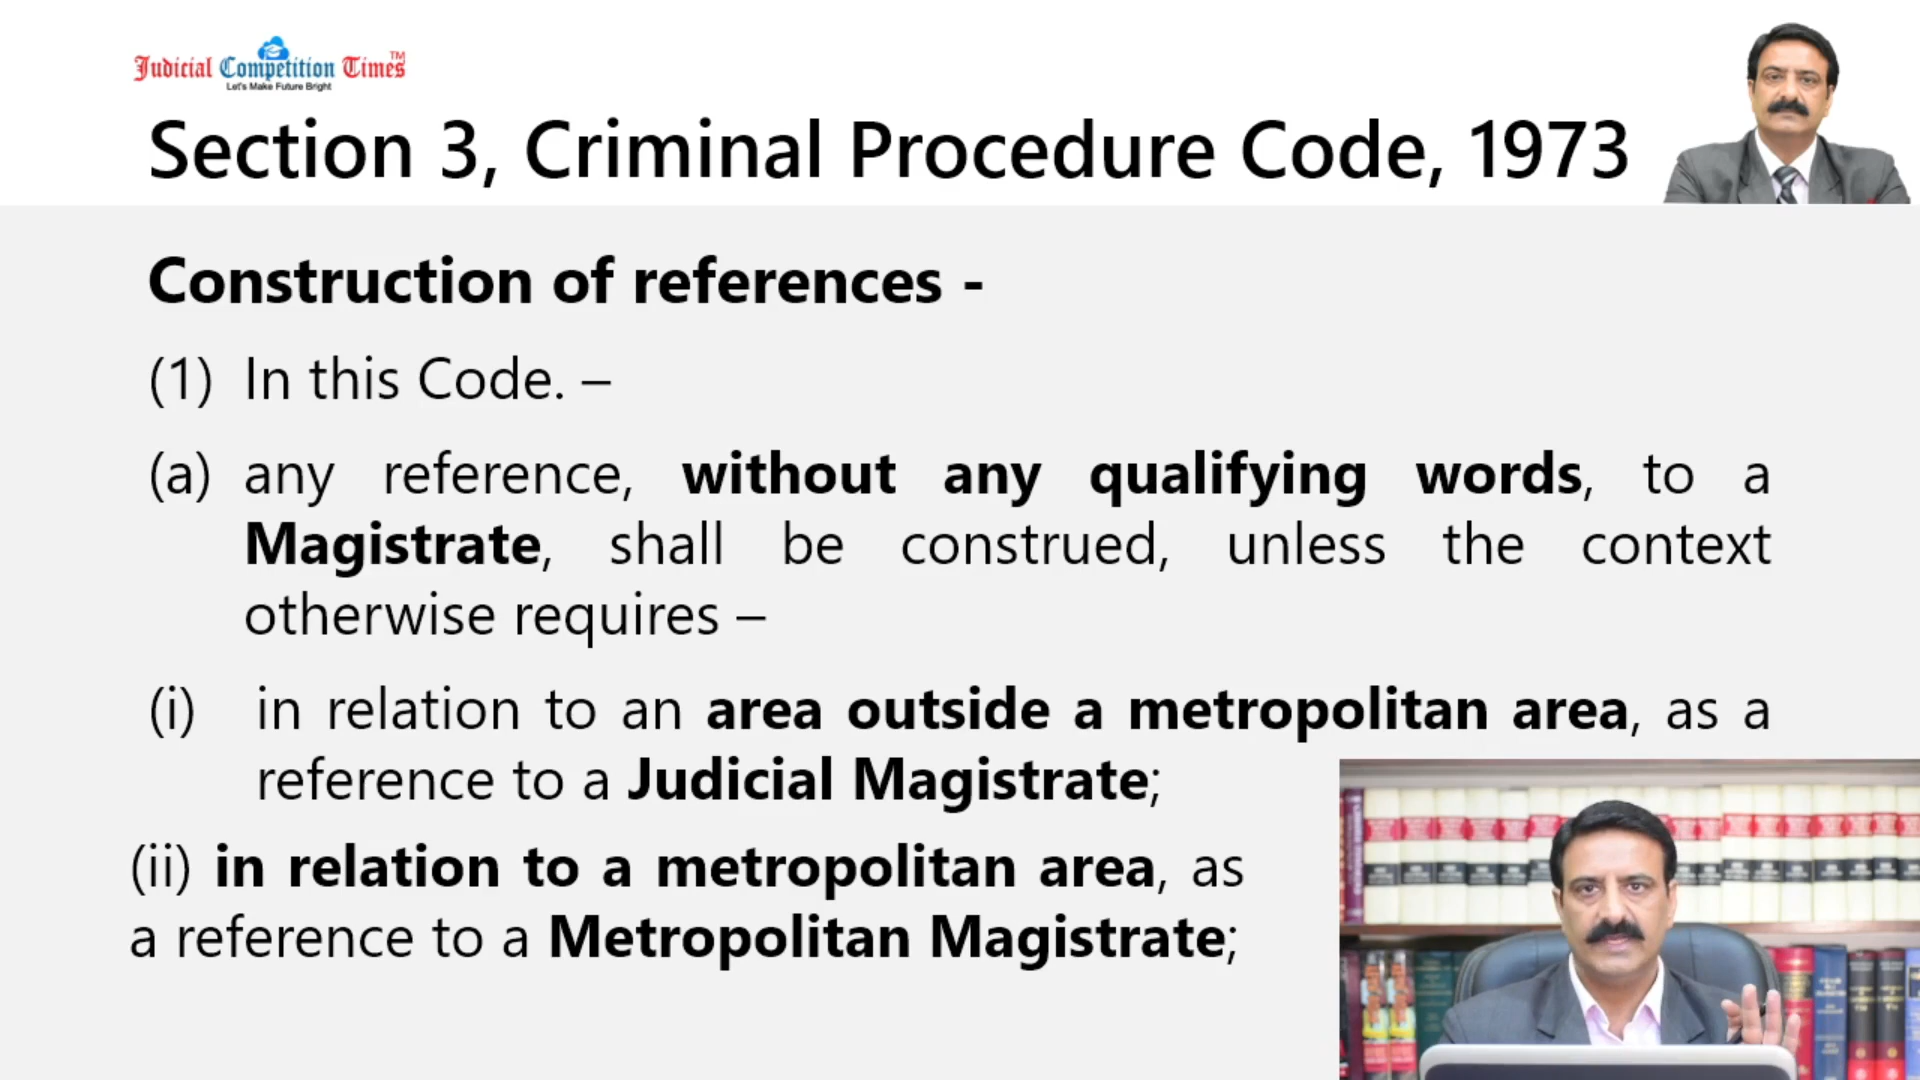 Judicial Competition Times™
Let's Make Future Bright
Section 3, Criminal Procedure Code, 1973
Construction of references -
(1) In this Code. –
(a) any reference, without any qualifying words, to a
Magistrate, shall be construed, unless the context
otherwise requires –
(i) in relation to an area outside a metropolitan area, as a
reference to a Judicial Magistrate;
(ii) in relation to a metropolitan area, as
a reference to a Metropolitan Magistrate;